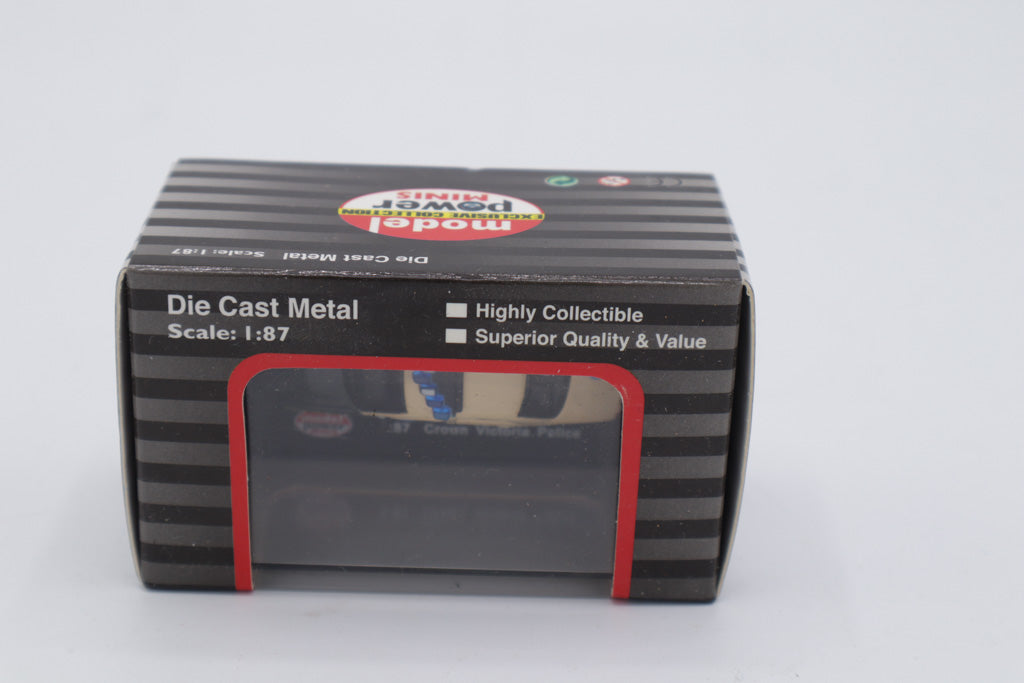 model
power
EXCLUSIVE COLLECTION
MINIS
Die Cast Metal Scale: 1:87
Die Cast Metal
Scale: 1:87
Highly Collectible
Superior Quality & Value
:87 Crown Victoria Police